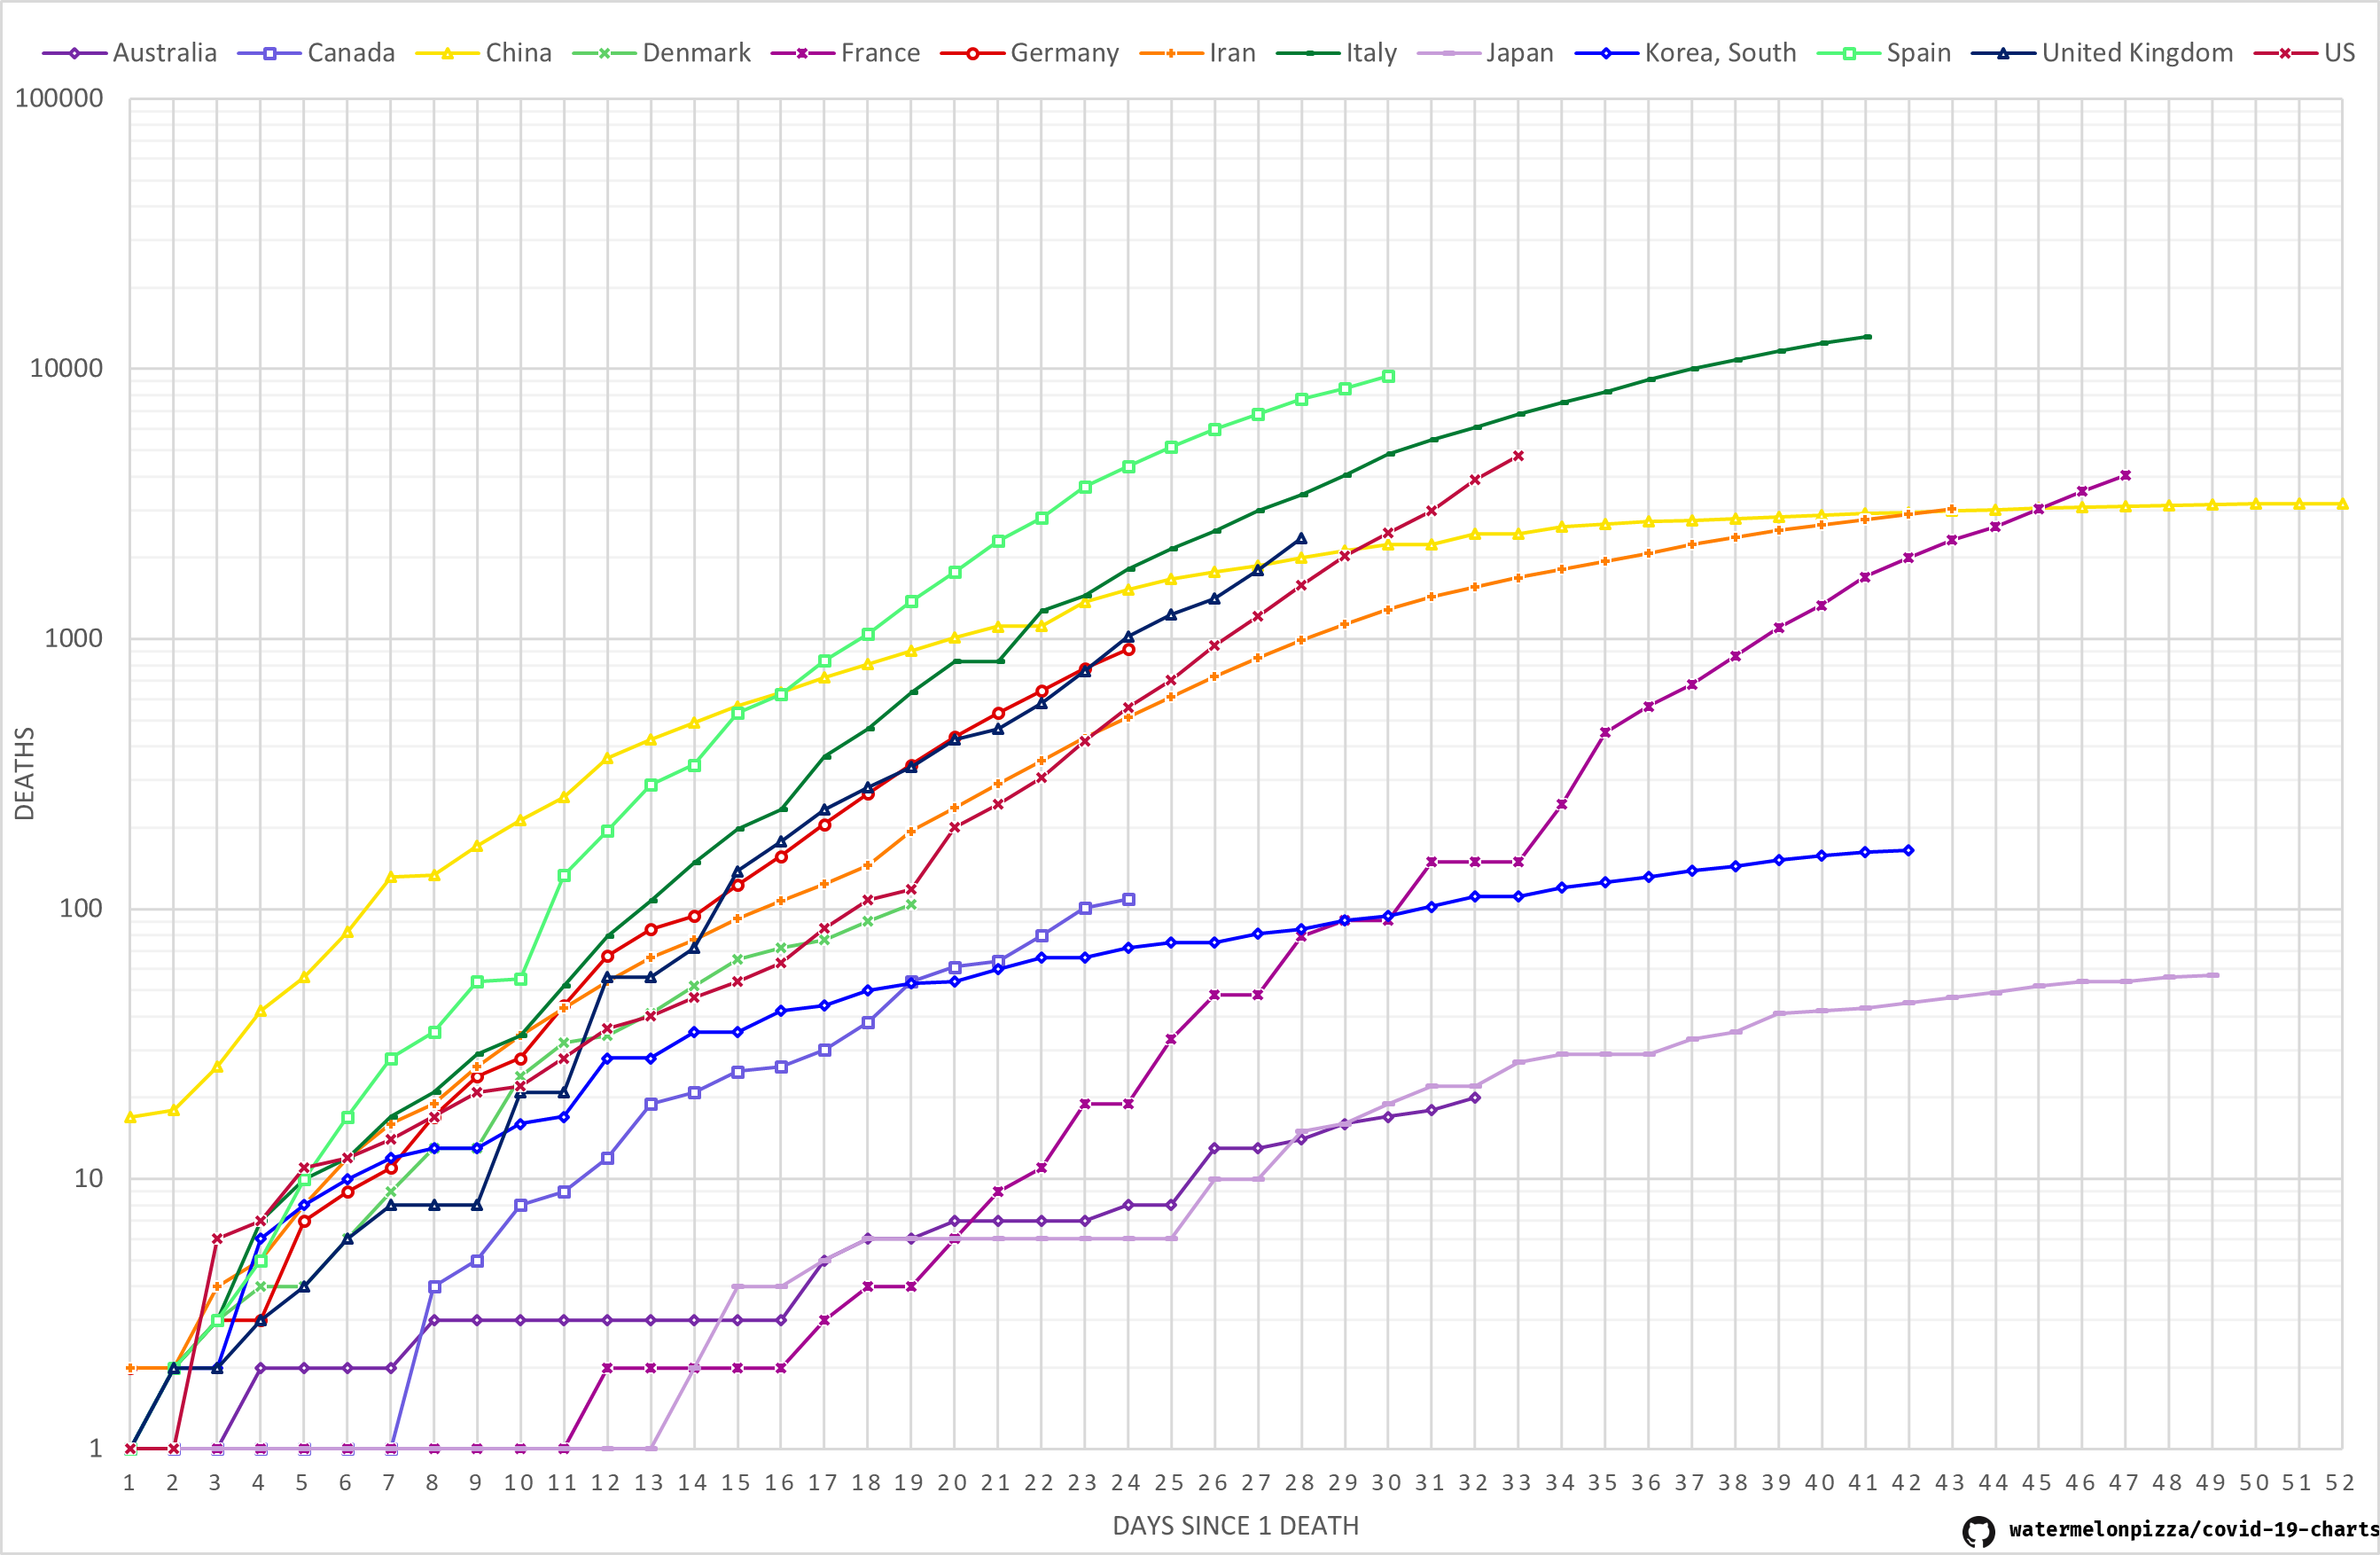 Australia Canada China Denmark France Germany Iran Italy Japan Korea, South Spain United Kingdom US
100000
10000
1000
100
10
1
DEATHS
1 2 3 4 5 6 7 8 9 10 11 12 13 14 15 16 17 18 19 20 21 22 23 24 25 26 27 28 29 30 31 32 33 34 35 36 37 38 39 40 41 42 43 44 45 46 47 48 49 50 51 52
DAYS SINCE 1 DEATH
watermelonpizza/covid-19-charts